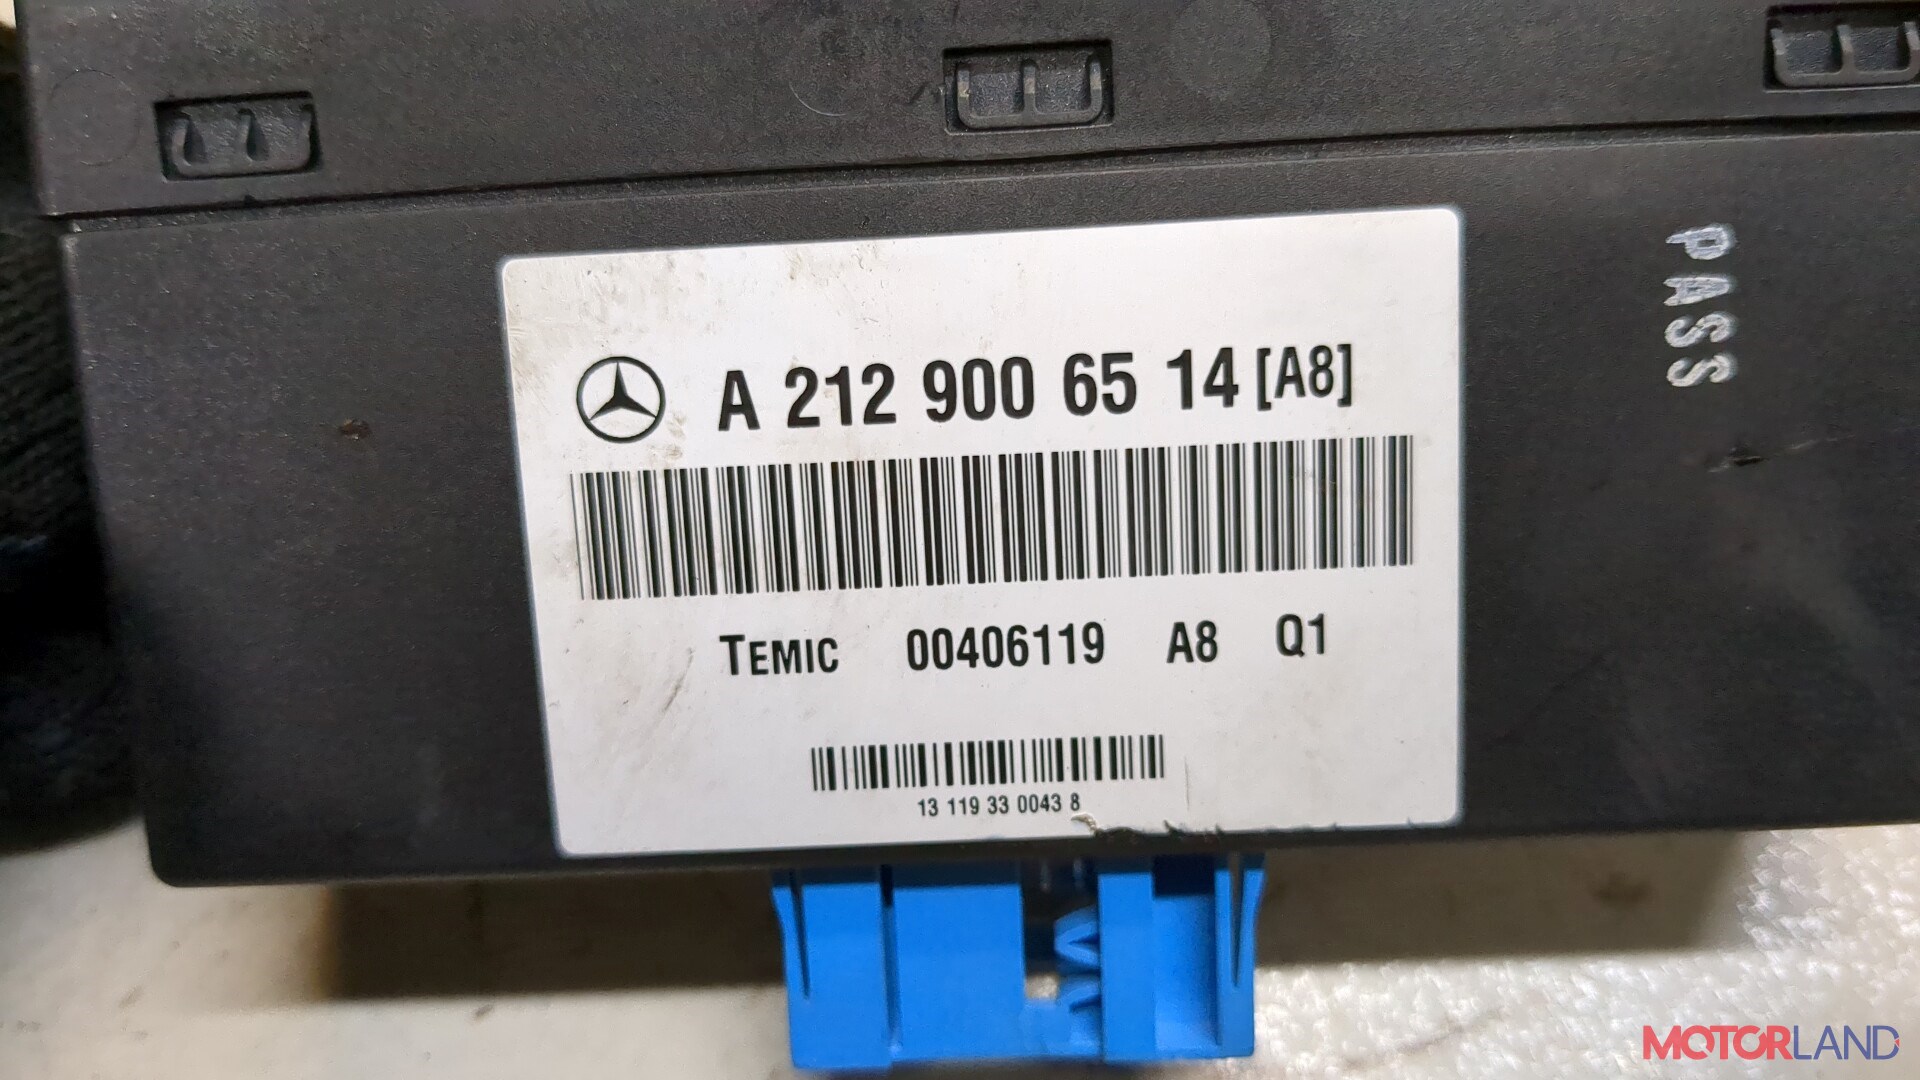 PASS
A 212 900 65 14 [A8]
TEMIC 00406119 A8 Q1
13 119 33 0043 8
MOTORLAND